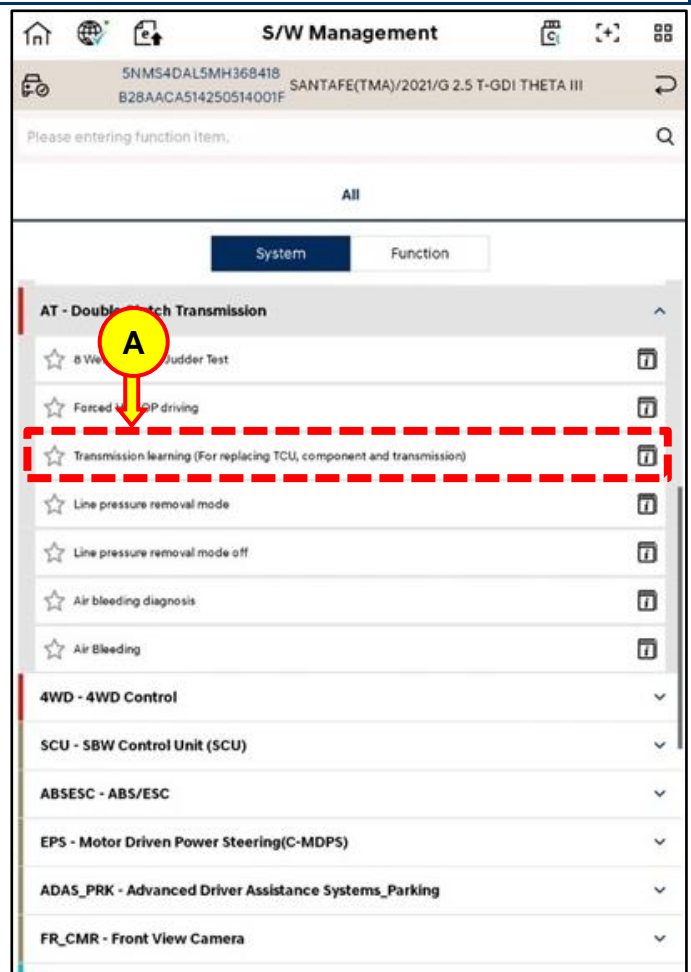 S/W Management
5NMS4DAL5MH368418
B28AACA514250514001F
SANTAFE(TMA)/2021/G 2.5 T-GDI THETA III
Please entering function item.
All
System Function
AT - Double Clutch Transmission
A
8 Judder Test
Forced driving
Transmission learning (For replacing TCU, component and transmission)
Line pressure removal mode
Line pressure removal mode off
Air bleeding diagnosis
Air Bleeding
4WD - 4WD Control
SCU - SBW Control Unit (SCU)
ABSESC - ABS/ESC
EPS - Motor Driven Power Steering(C-MDPS)
ADAS_PRK - Advanced Driver Assistance Systems_Parking
FR_CMR - Front View Camera